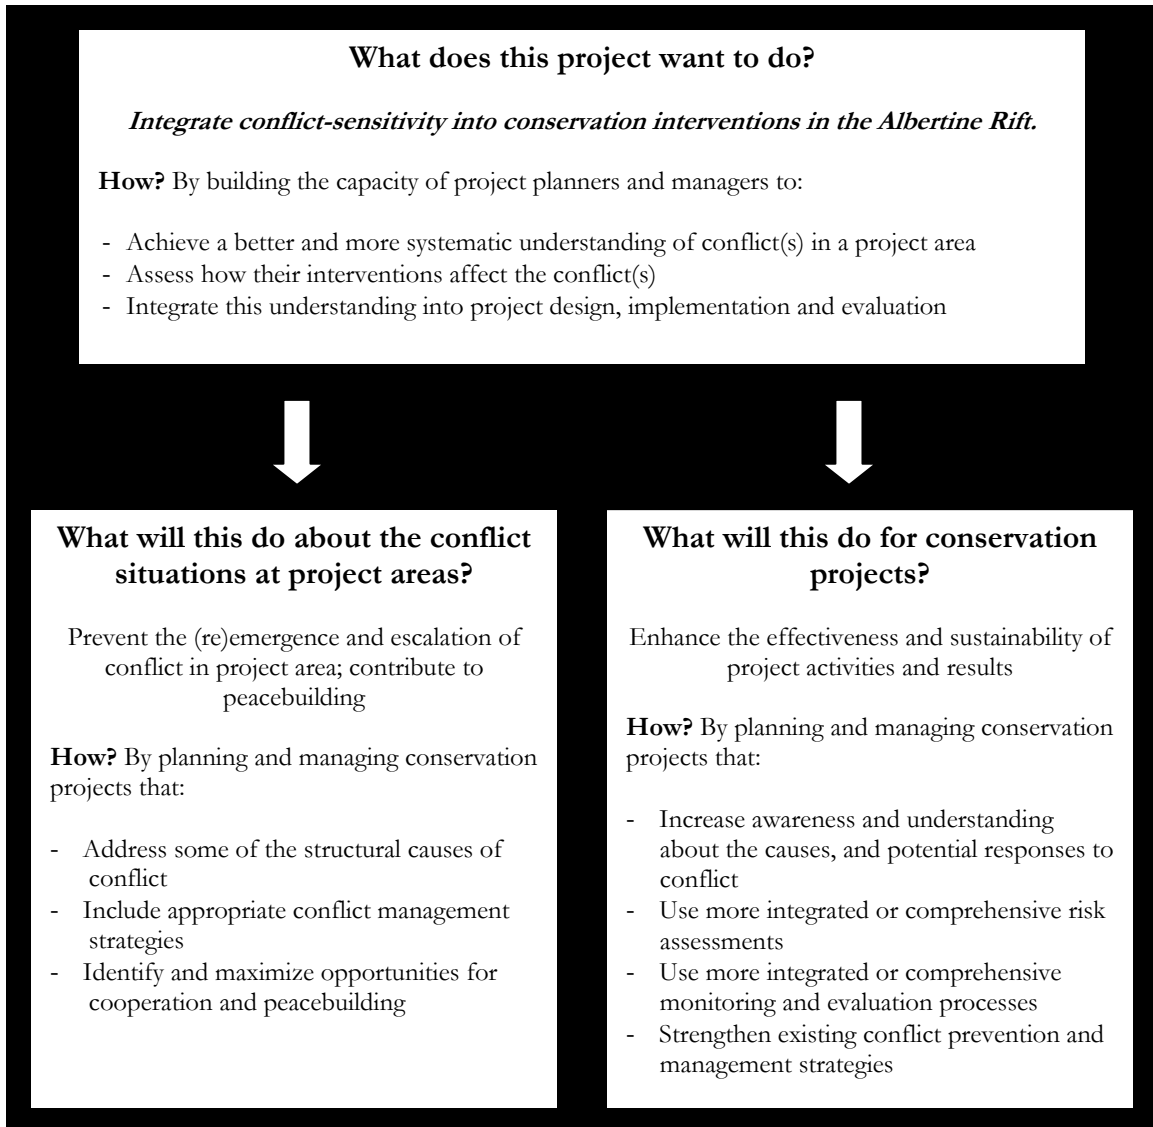 What does this project want to do?
Integrate conflict-sensitivity into conservation interventions in the Albertine Rift.
How? By building the capacity of project planners and managers to:
- Achieve a better and more systematic understanding of conflict(s) in a project area
- Assess how their interventions affect the conflict(s)
- Integrate this understanding into project design, implementation and evaluation
What will this do about the conflict
situations at project areas?
Prevent the (re)emergence and escalation of
conflict in project area; contribute to
peacebuilding
How? By planning and managing conservation
projects that:
- Address some of the structural causes of
conflict
- Include appropriate conflict management
strategies
- Identify and maximize opportunities for
cooperation and peacebuilding
What will this do for conservation
projects?
Enhance the effectiveness and sustainability of
project activities and results
How? By planning and managing conservation
projects that:
- Increase awareness and understanding
about the causes, and potential responses to
conflict
- Use more integrated or comprehensive risk
assessments
- Use more integrated or comprehensive
monitoring and evaluation processes
- Strengthen existing conflict prevention and
management strategies